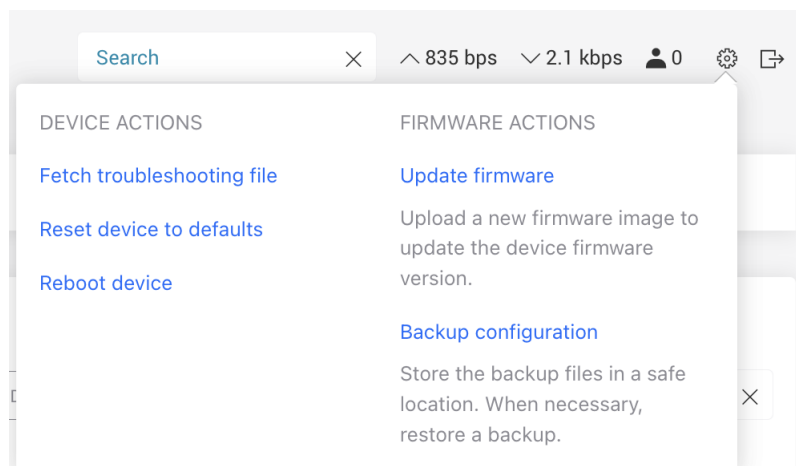 Search
835 bps
2.1 kbps
0
DEVICE ACTIONS
Fetch troubleshooting file
Reset device to defaults
Reboot device
FIRMWARE ACTIONS
Update firmware
Upload a new firmware image to
update the device firmware
version.
Backup configuration
Store the backup files in a safe
location. When necessary,
restore a backup.